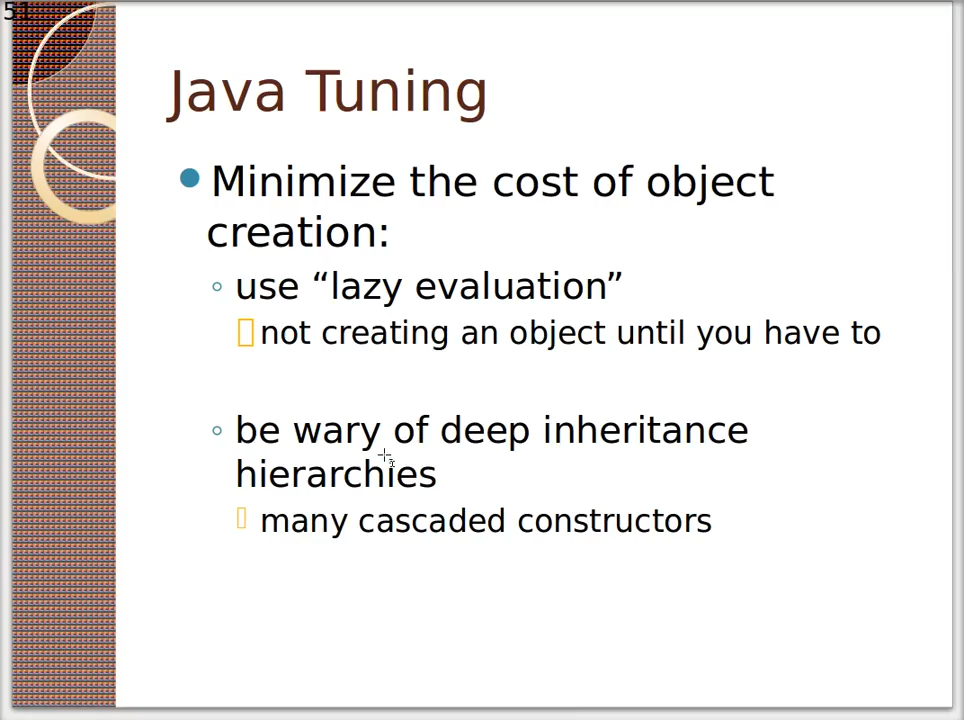 51
Java Tuning
Minimize the cost of object
creation:
use “lazy evaluation”
not creating an object until you have to
be wary of deep inheritance
hierarchies
many cascaded constructors